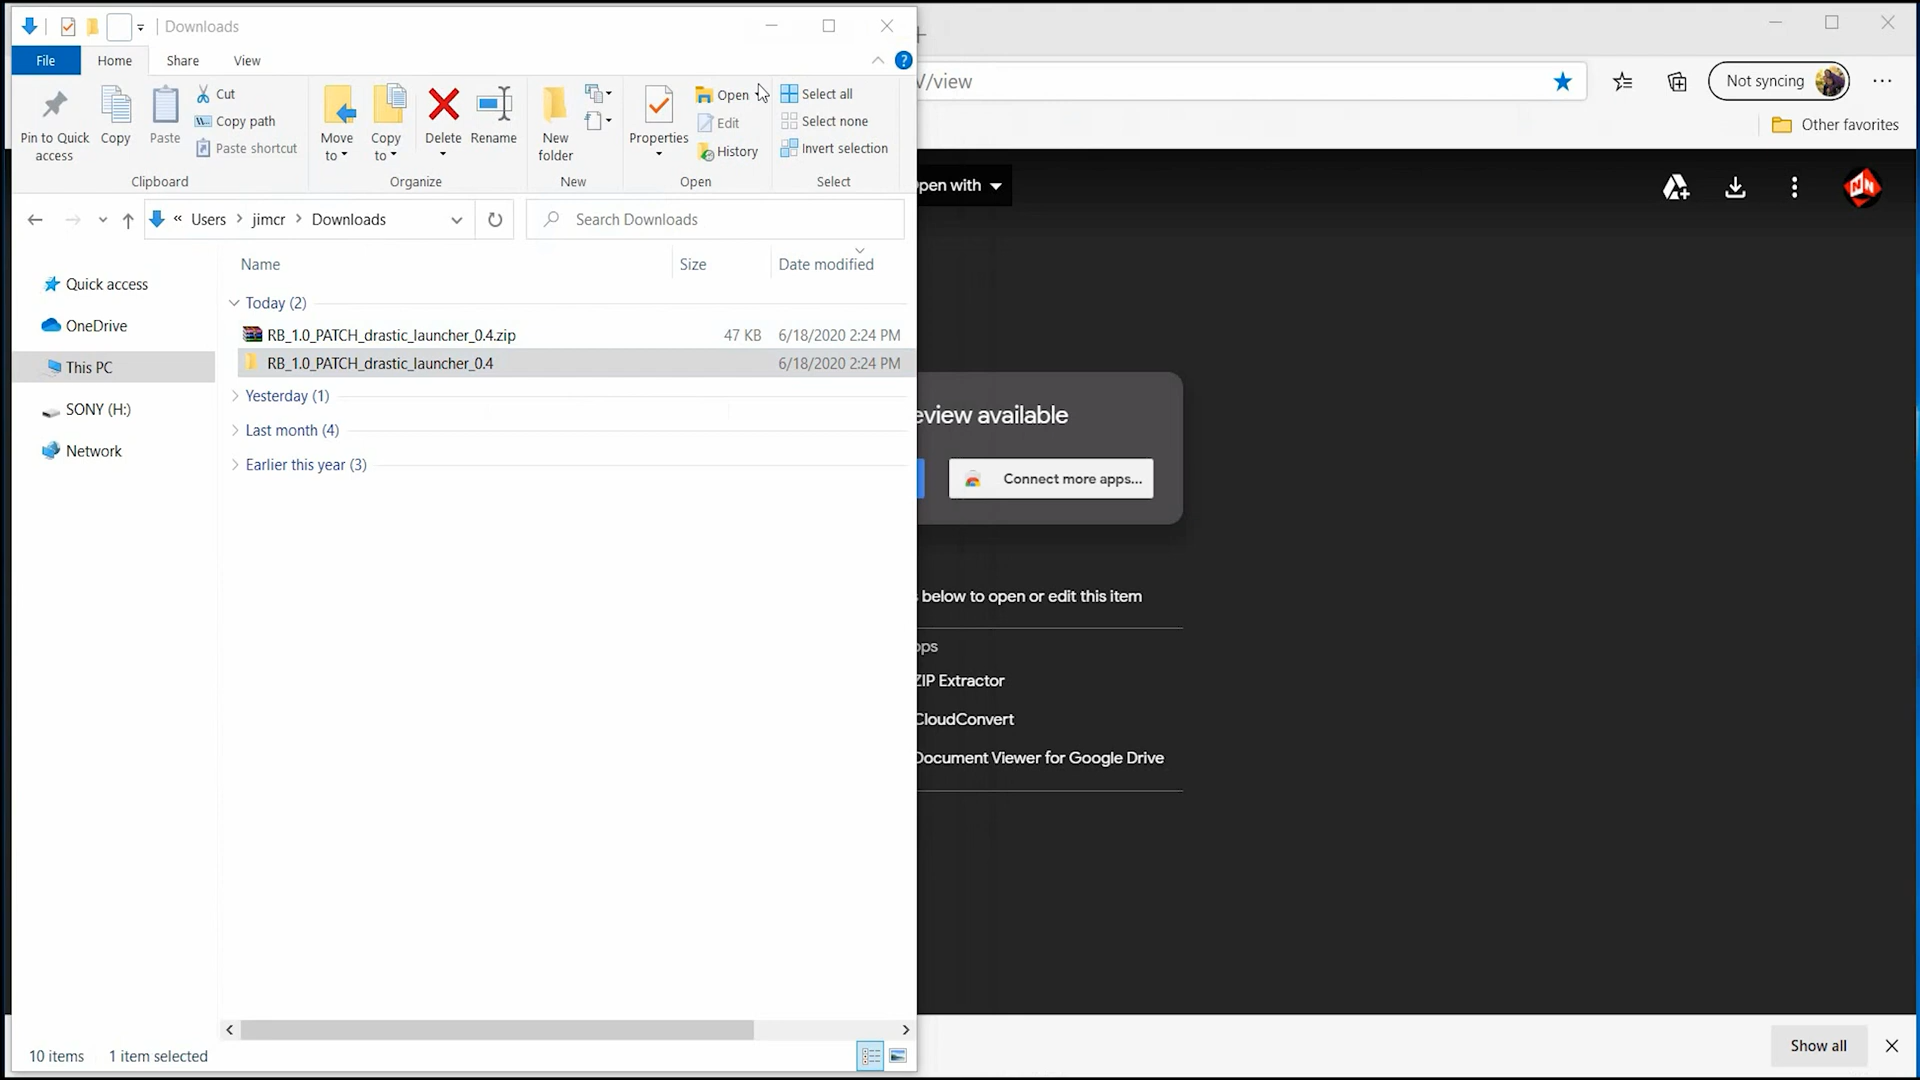 Downloads
File Home Share View
Pin to Quick access
Copy
Paste
Cut
Copy path
Paste shortcut
Clipboard
Move to
Copy to
Delete
Rename
Organize
New folder
New
Properties
Open
Edit
History
Open
Select all
Select none
Invert selection
Select
« Users > jimcr > Downloads
Search Downloads
Name Size Date modified
Quick access
OneDrive
This PC
SONY (H:)
Network
Today (2)
RB_1.0_PATCH_drastic_launcher_0.4.zip 47 KB 6/18/2020 2:24 PM
RB_1.0_PATCH_drastic_launcher_0.4 6/18/2020 2:24 PM
Yesterday (1)
Last month (4)
Earlier this year (3)
10 items 1 item selected
//view
Not syncing
Other favorites
pen with
eview available
Connect more apps...
below to open or edit this item
ps
ZIP Extractor
CloudConvert
Document Viewer for Google Drive
Show all